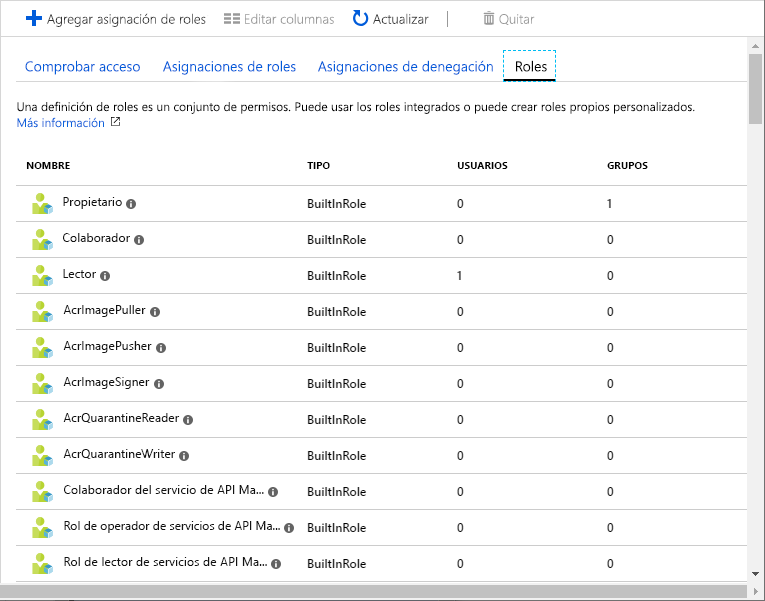 Agregar asignación de roles Editar columnas Actualizar Quitar
Comprobar acceso Asignaciones de roles Asignaciones de denegación Roles
Una definición de roles es un conjunto de permisos. Puede usar los roles integrados o puede crear roles propios personalizados.
Más información
NOMBRE TIPO USUARIOS GRUPOS
Propietario BuiltInRole 0 1
Colaborador BuiltInRole 0 0
Lector BuiltInRole 1 0
AcrImagePuller BuiltInRole 0 0
AcrImagePusher BuiltInRole 0 0
AcrImageSigner BuiltInRole 0 0
AcrQuarantineReader BuiltInRole 0 0
AcrQuarantineWriter BuiltInRole 0 0
Colaborador del servicio de API Ma... BuiltInRole 0 0
Rol de operador de servicios de API Ma... BuiltInRole 0 0
Rol de lector de servicios de API Ma... BuiltInRole 0 0